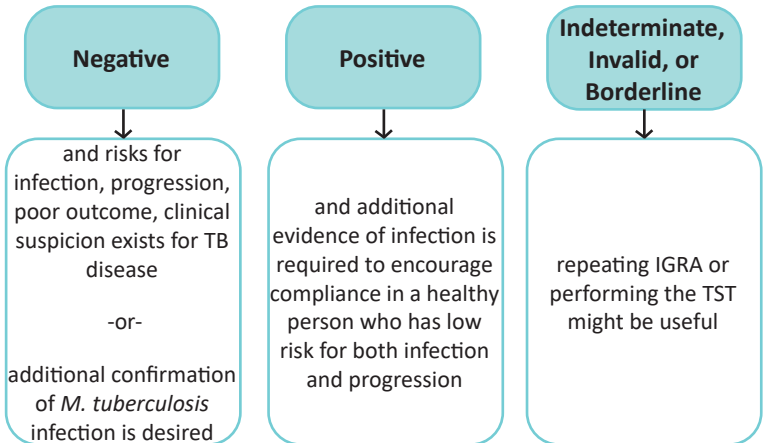 Negative
and risks for
infection, progression,
poor outcome, clinical
suspicion exists for TB
disease
-or-
additional confirmation
of M. tuberculosis
infection is desired
Positive
and additional
evidence of infection is
required to encourage
compliance in a healthy
person who has low
risk for both infection
and progression
Indeterminate,
Invalid, or
Borderline
repeating IGRA or
performing the TST
might be useful